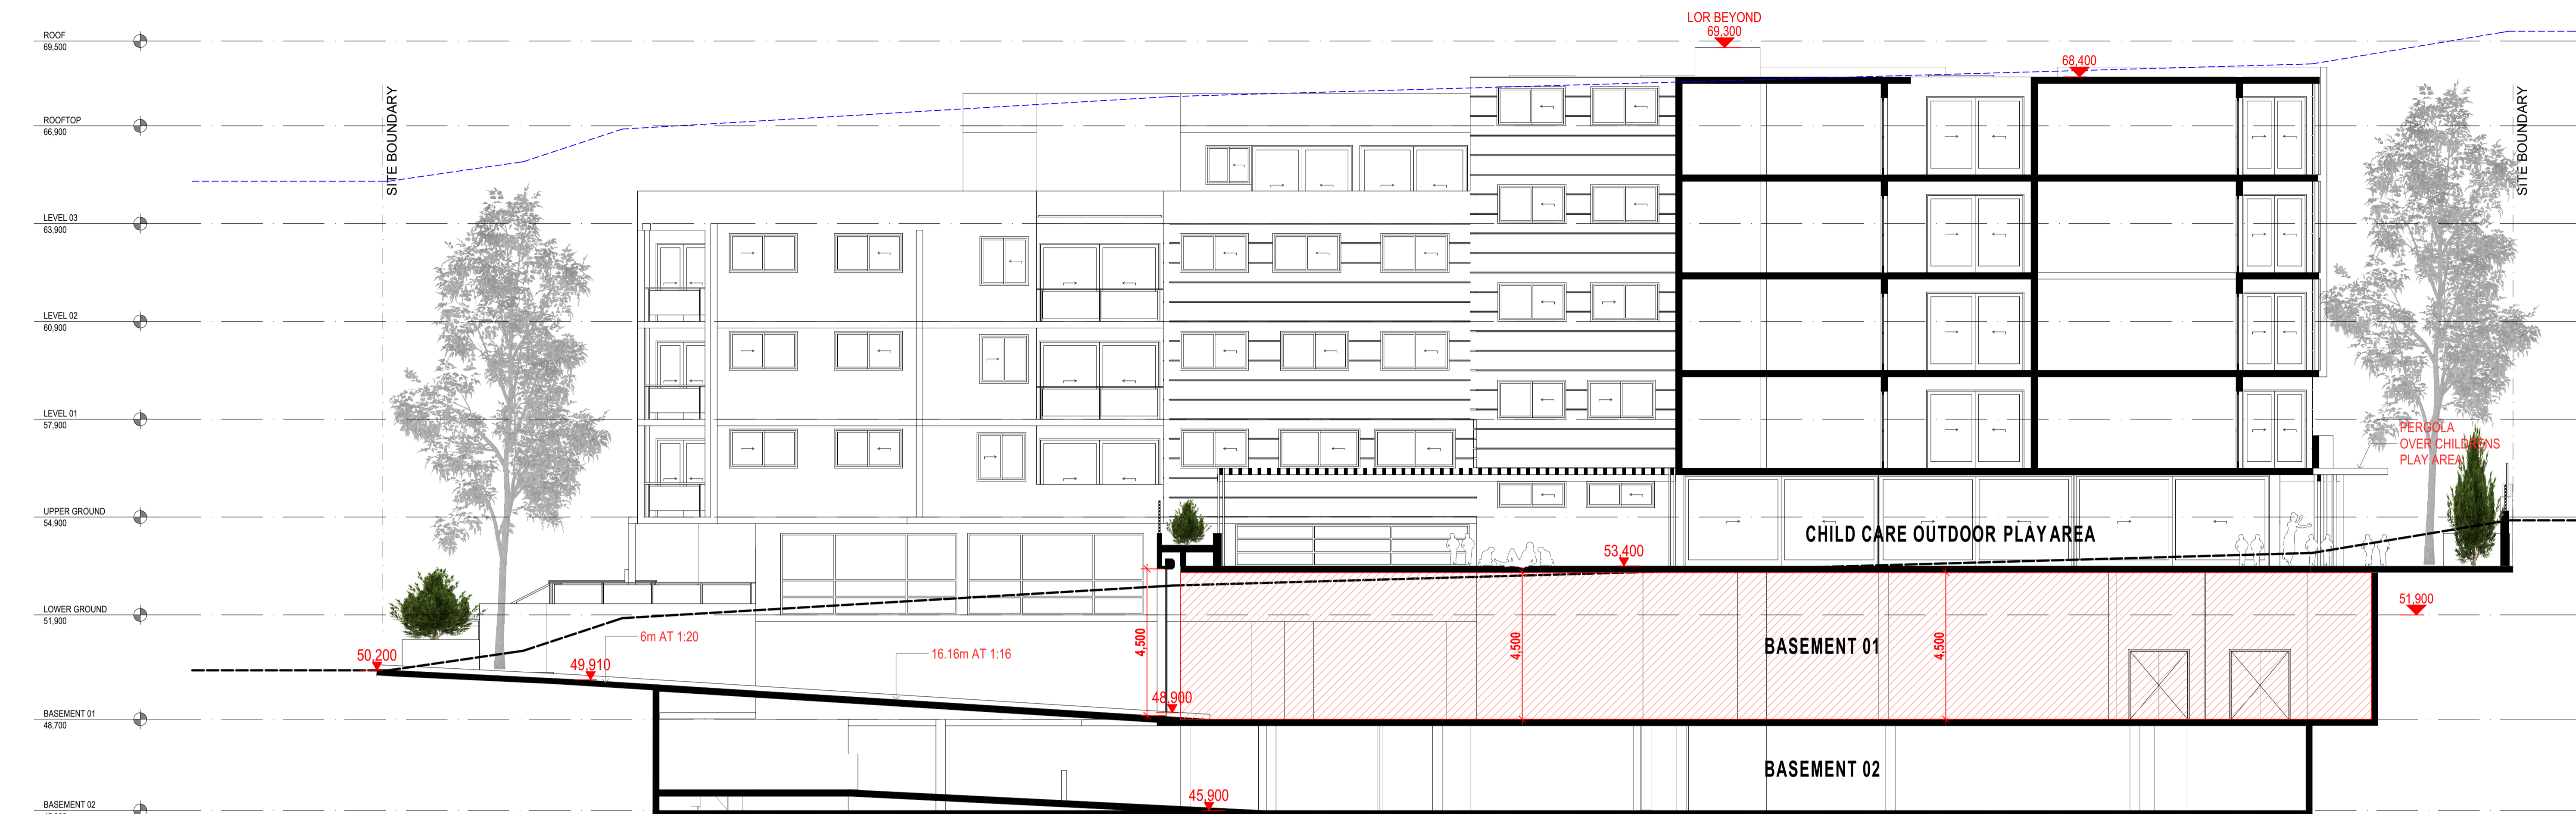 LOR BEYOND
69,300
ROOF
69,500
68,400
SITE BOUNDARY
SITE BOUNDARY
ROOFTOP
66,900
LEVEL 03
63,900
LEVEL 02
60,900
LEVEL 01
57,900
PERGOLA
OVER CHILDRENS
PLAY AREA
UPPER GROUND
54,900
CHILD CARE OUTDOOR PLAY AREA
53,400
LOWER GROUND
51,900
51,900
6m AT 1:20
4,500
4,500
4,500
BASEMENT 01
50,200
49,910
16.16m AT 1:16
48,900
BASEMENT 01
48,700
BASEMENT 02
45,900
BASEMENT 02